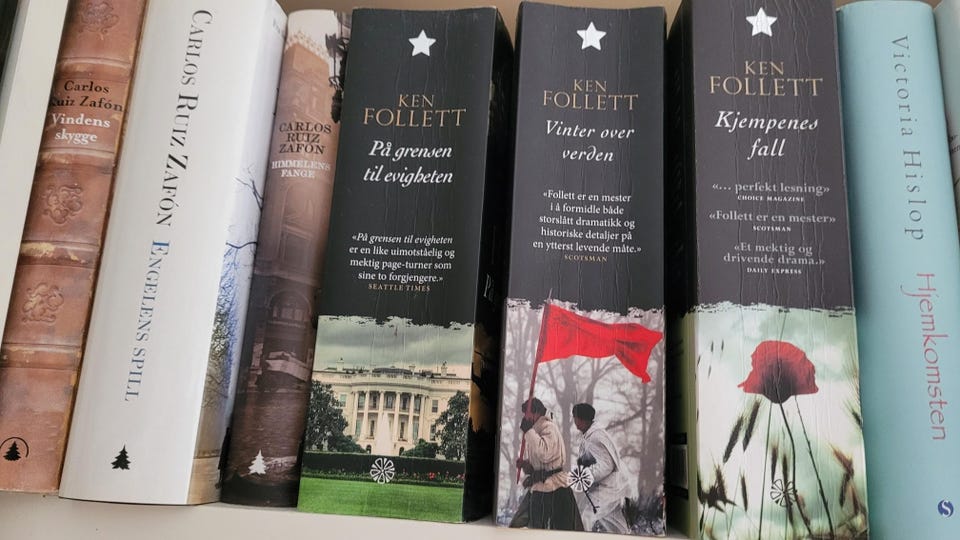 Carlos
Ruiz Zafón
Vindens
skygge
CARLOS RUIZ ZAFÓN ENGELENS SPILL
CARLOS
RUIZ
ZAFÓN
HIMMELENS
FANGE
KEN
FOLLETT
På grensen
til evigheten
«På grensen til evigheten
er en like uimotståelig og
mektig page-turner som
sine to forgjengere.»
SEATTLE TIMES
KEN
FOLLETT
Vinter over
verden
«Follett er en mester
i å formidle både
storslått dramatikk og
historiske detaljer på
en ytterst levende måte.»
SCOTSMAN
KEN
FOLLETT
Kjempenes
fall
«... perfekt lesning»
CHOICE MAGAZINE
«Follett er en mester»
SCOTSMAN
«Et mektig og
drivende drama.»
DAILY EXPRESS
Victoria Hislop Hjemkomsten